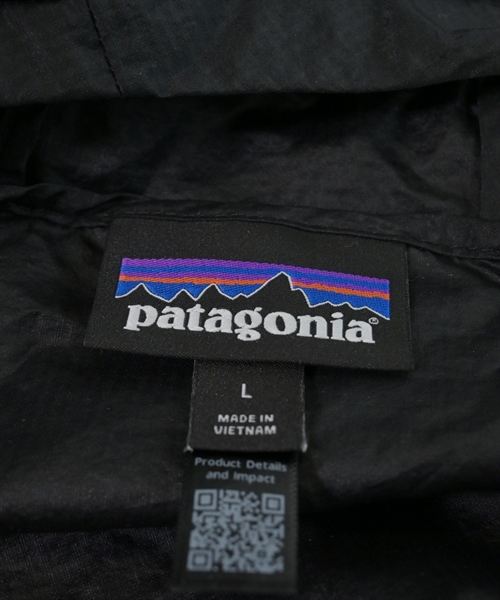 patagonia®
L
MADE IN
VIETNAM
Product Details
and Impact